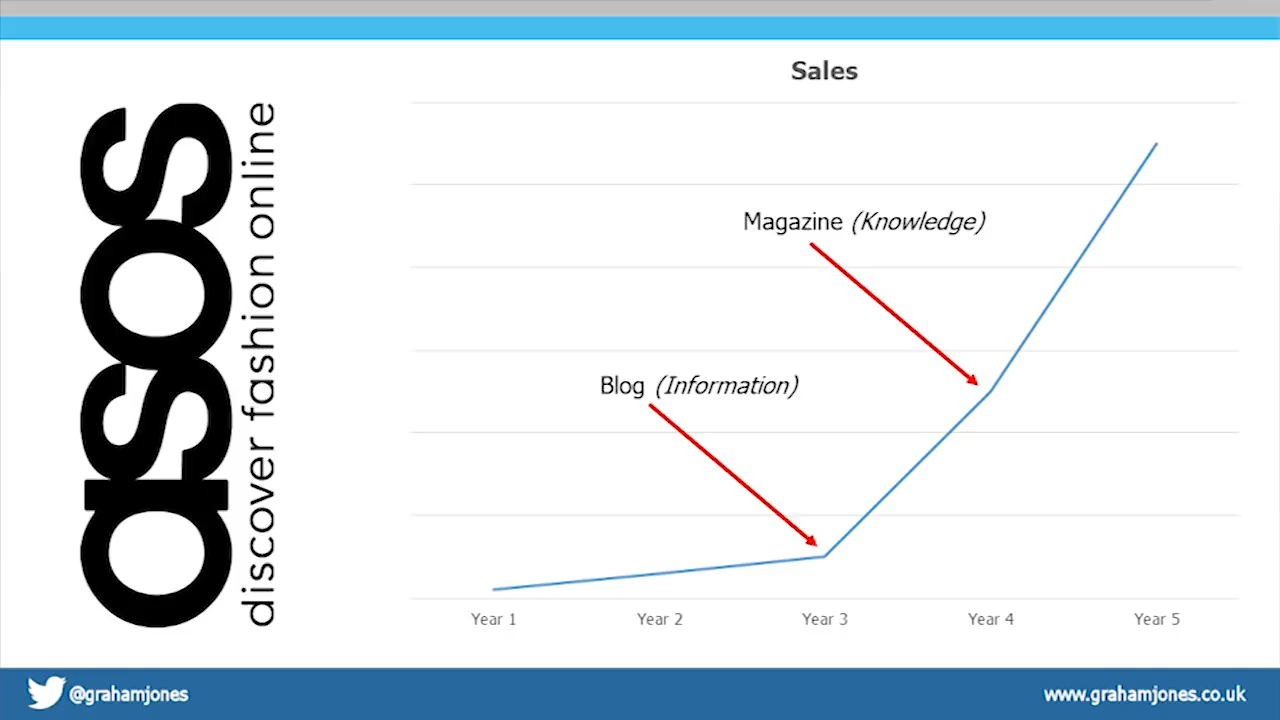 asos
discover fashion online
Sales
Magazine (Knowledge)
Blog (Information)
Year 1 Year 2 Year 3 Year 4 Year 5
@grahamjones
www.grahamjones.co.uk